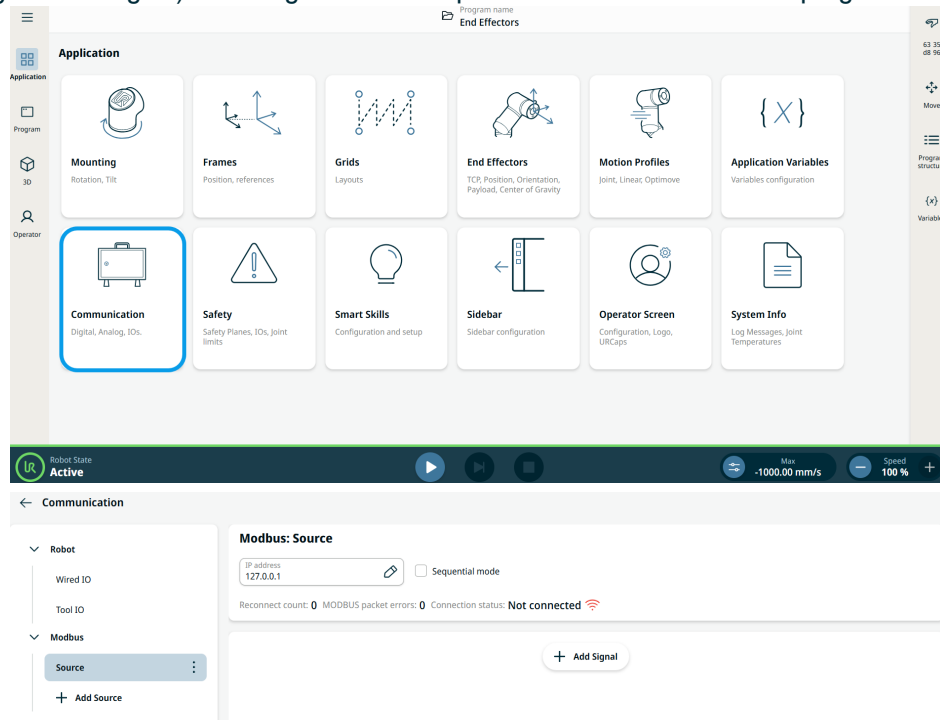 Program name
End Effectors
Application
63 35
d8 96
Application
Move
Program
Mounting
Rotation, Tilt
Frames
Position, references
Grids
Layouts
End Effectors
TCP, Position, Orientation,
Payload, Center of Gravity
Motion Profiles
Joint, Linear, Optimove
Application Variables
Variables configuration
3D
Operator
Communication
Digital, Analog, IOs.
Safety
Safety Planes, IOs, Joint
limits
Smart Skills
Configuration and setup
Sidebar
Sidebar configuration
Operator Screen
Configuration, Logo,
URCaps
System Info
Log Messages, Joint
Temperatures
UR
Robot State
Active
Max
-1000.00 mm/s
Speed
100 %
Communication
Robot
Wired IO
Tool IO
Modbus
Source
Add Source
Modbus: Source
IP address
127.0.0.1
Sequential mode
Reconnect count: 0 MODBUS packet errors: 0 Connection status: Not connected
Add Signal